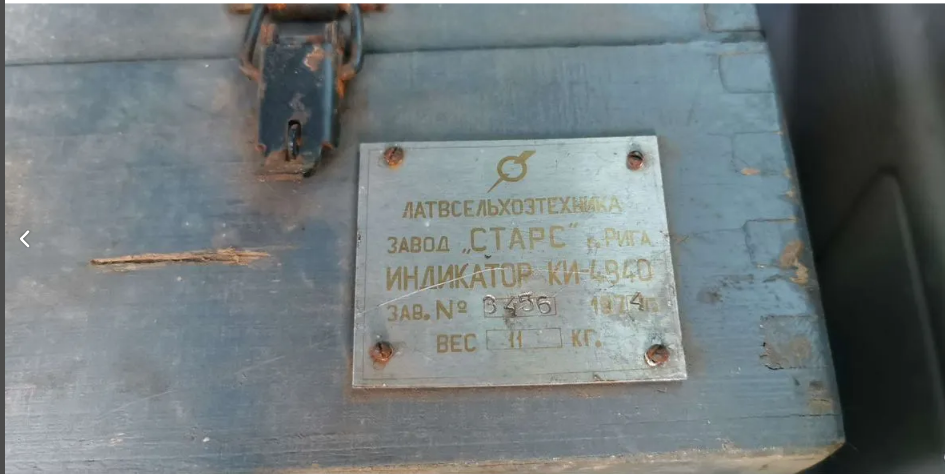 ЛАТВСЕЛЬХОЗТЕХНИКА
ЗАВОД „СТАРС" г. РИГА
ИНДИКАТОР КИ-4840
ЗАВ. № 3456 1974г.
ВЕС 11 КГ.